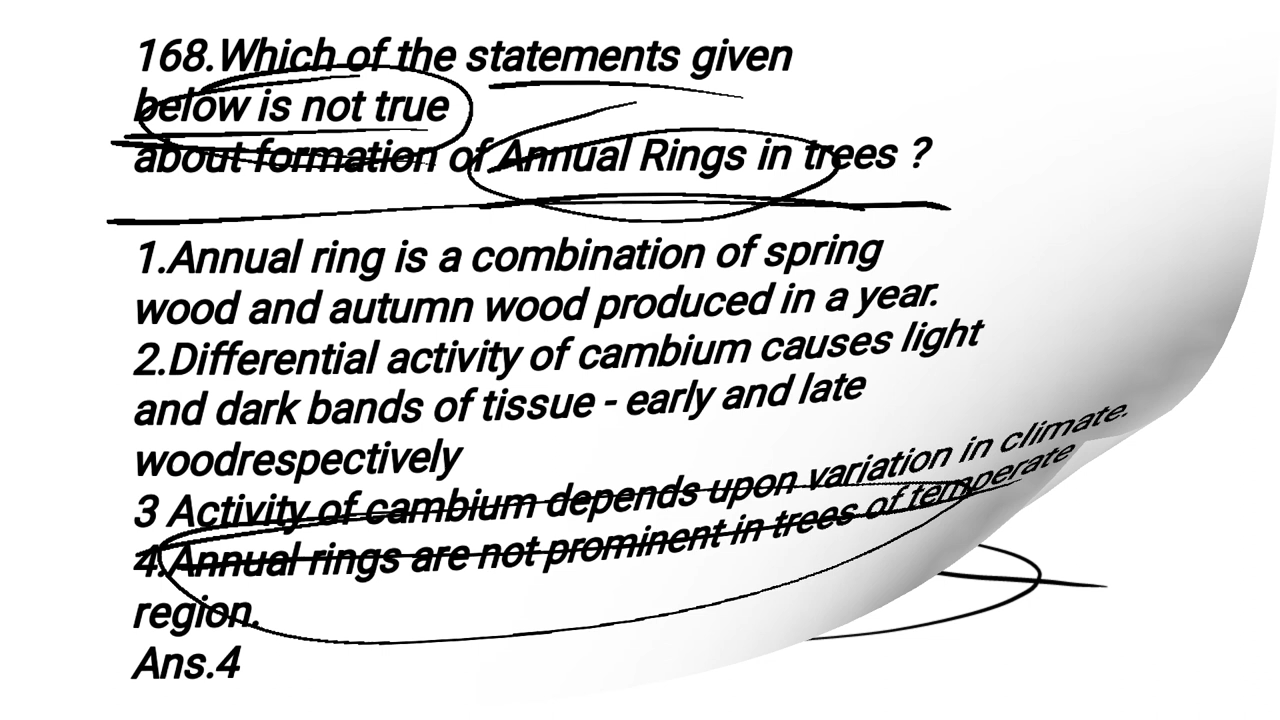 168.Which of the statements given
below is not true
about formation of Annual Rings in trees ?
1.Annual ring is a combination of spring
wood and autumn wood produced in a year.
2.Differential activity of cambium causes light
and dark bands of tissue - early and late
woodrespectively
3 Activity of cambium depends upon variation in climate.
4.Annual rings are not prominent in trees of temperate
region.
Ans.4